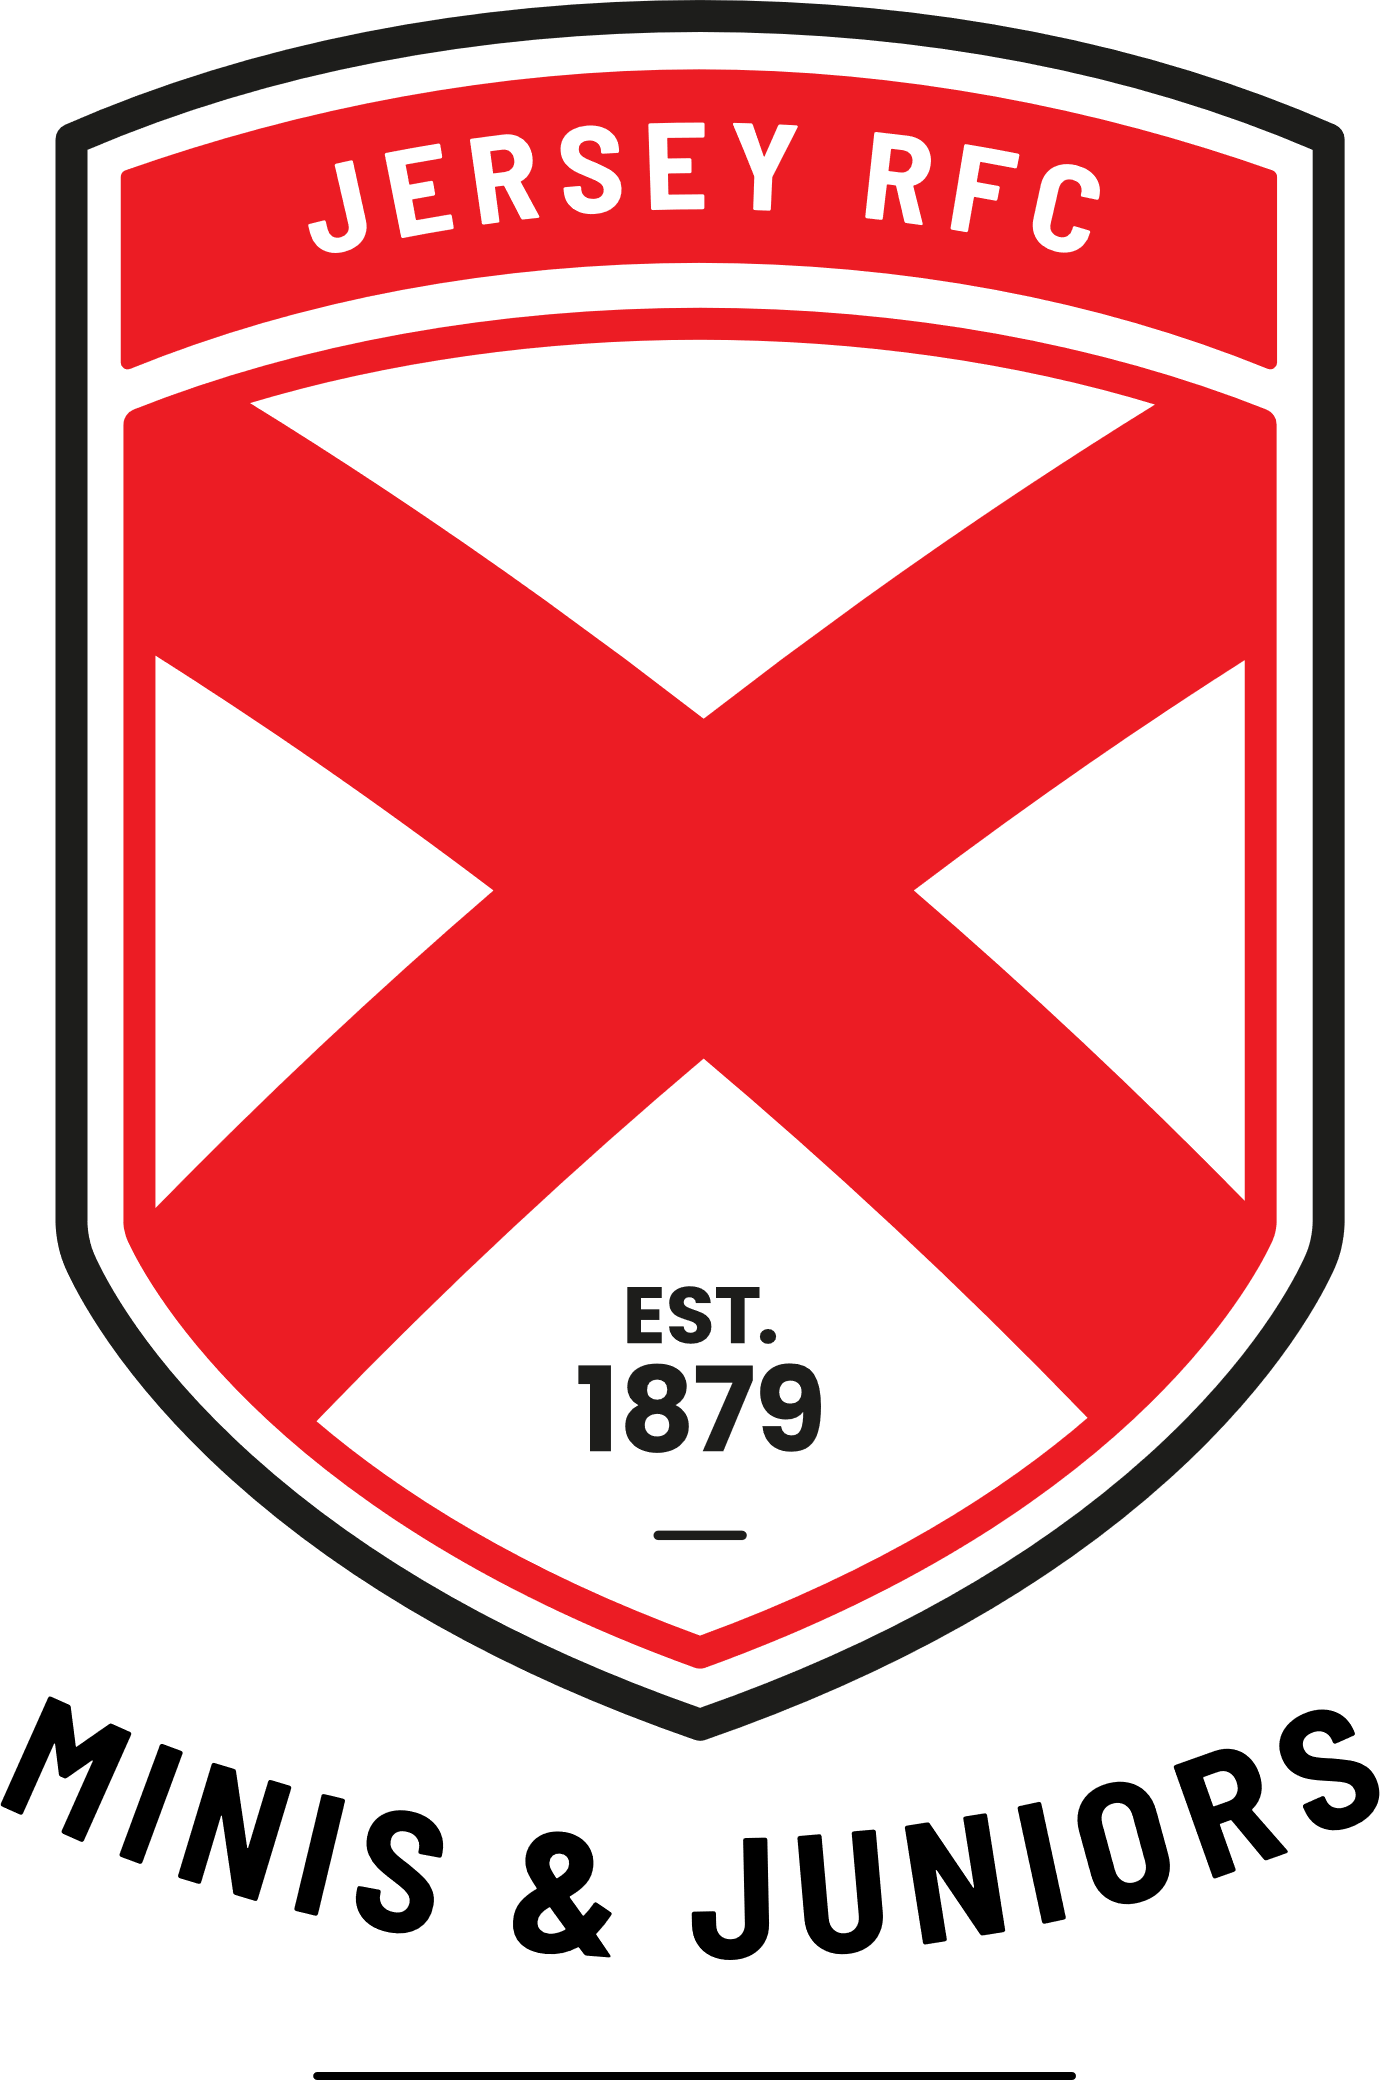 JERSEY RFC
EST.
1879
MINIS & JUNIORS